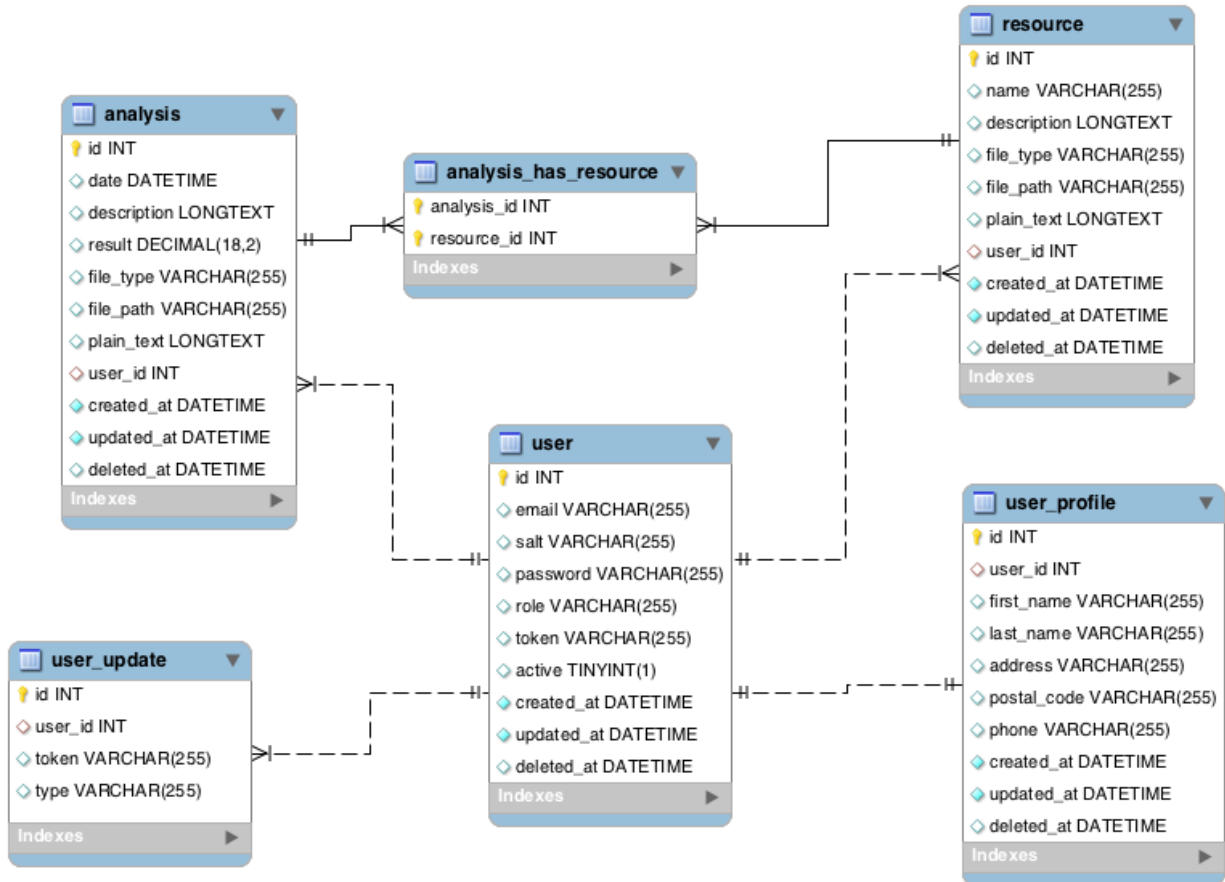 analysis
id INT
date DATETIME
description LONGTEXT
result DECIMAL(18,2)
file_type VARCHAR(255)
file_path VARCHAR(255)
plain_text LONGTEXT
user_id INT
created_at DATETIME
updated_at DATETIME
deleted_at DATETIME
Indexes
analysis_has_resource
analysis_id INT
resource_id INT
Indexes
resource
id INT
name VARCHAR(255)
description LONGTEXT
file_type VARCHAR(255)
file_path VARCHAR(255)
plain_text LONGTEXT
user_id INT
created_at DATETIME
updated_at DATETIME
deleted_at DATETIME
Indexes
user
id INT
email VARCHAR(255)
salt VARCHAR(255)
password VARCHAR(255)
role VARCHAR(255)
token VARCHAR(255)
active TINYINT(1)
created_at DATETIME
updated_at DATETIME
deleted_at DATETIME
Indexes
user_profile
id INT
user_id INT
first_name VARCHAR(255)
last_name VARCHAR(255)
address VARCHAR(255)
postal_code VARCHAR(255)
phone VARCHAR(255)
created_at DATETIME
updated_at DATETIME
deleted_at DATETIME
Indexes
user_update
id INT
user_id INT
token VARCHAR(255)
type VARCHAR(255)
Indexes